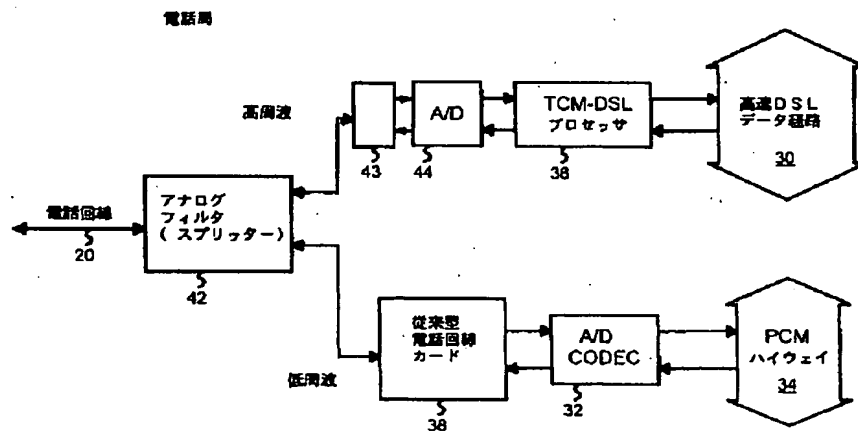 電話局
高周波
43
A/D
44
TCM-DSL
プロセッサ
38
高速DSL
データ経路
30
電話回線
20
アナログ
フィルタ
( スプリッター)
42
低周波
従来型
電話回線
カード
38
A/D
CODEC
32
PCM
ハイウェイ
34